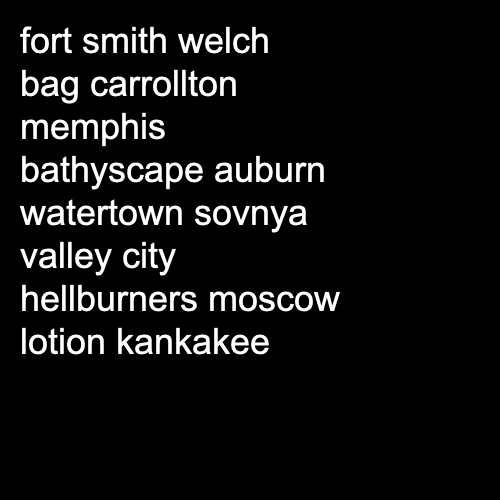 fort smith welch
bag carrollton
memphis
bathyscape auburn
watertown sovnya
valley city
hellburners moscow
lotion kankakee